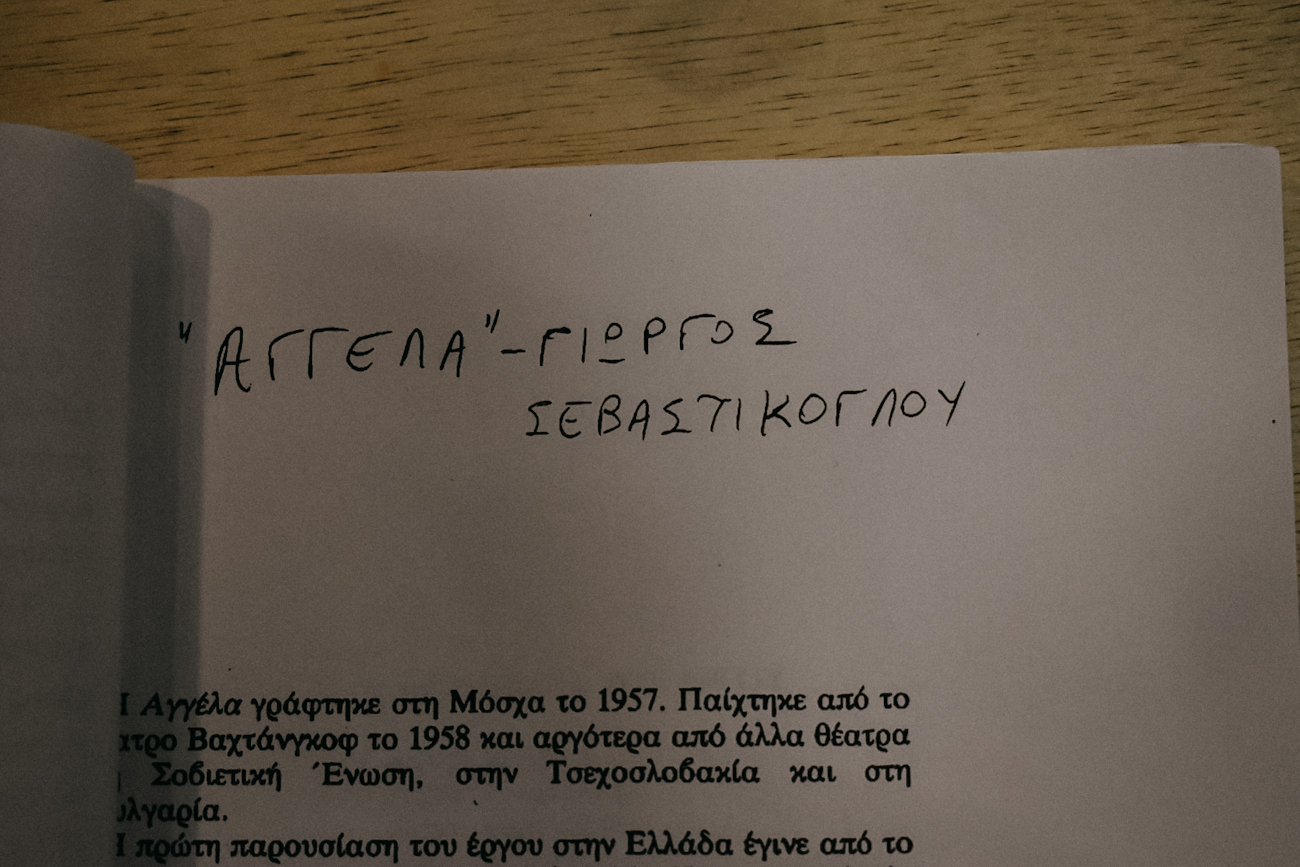 "ΑΓΓΕΛΑ" – ΓΙΩΡΓΟΣ
ΣΕΒΑΣΤΙΚΟΓΛΟΥ
Αγγέλα γράφτηκε στη Μόσχα το 1957. Παίχτηκε από το
Βαχτάνγκοφ το 1958 και αργότερα από άλλα θέατρα
Σοβιετική Ένωση, στην Τσεχοσλοβακία και στη
πρώτη παρουσίαση του έργου στην Ελλάδα έγινε από το